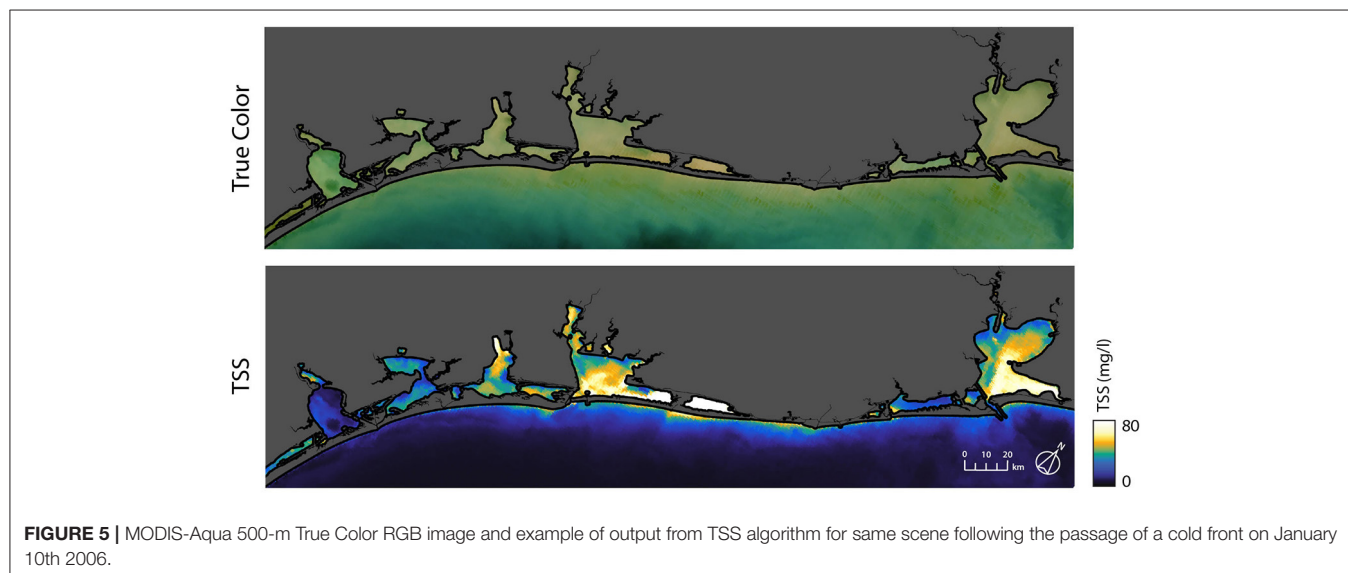 True Color
TSS
TSS (mg/l)
80
0
0 10 20
km
N
FIGURE 5 | MODIS-Aqua 500-m True Color RGB image and example of output from TSS algorithm for same scene following the passage of a cold front on January
10th 2006.